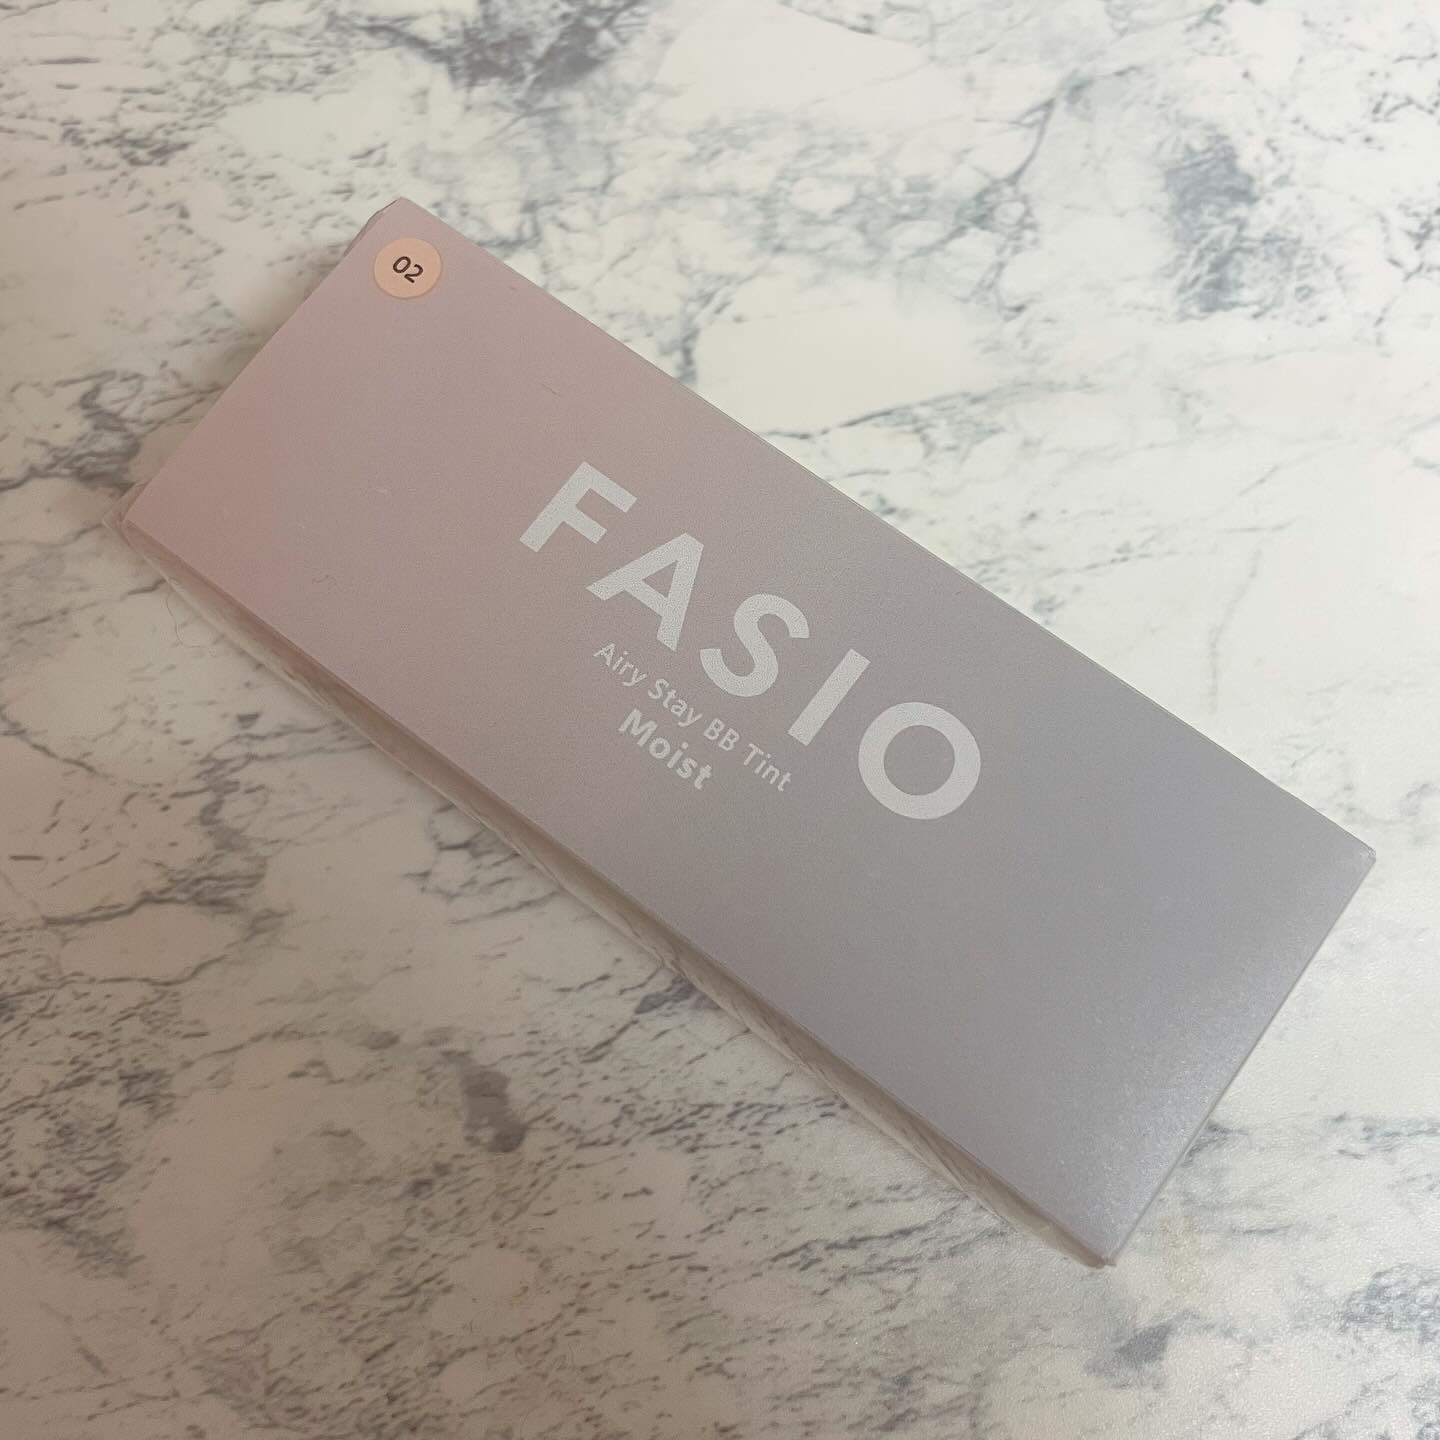 02
FASIO
Airy Stay BB Tint
Moist